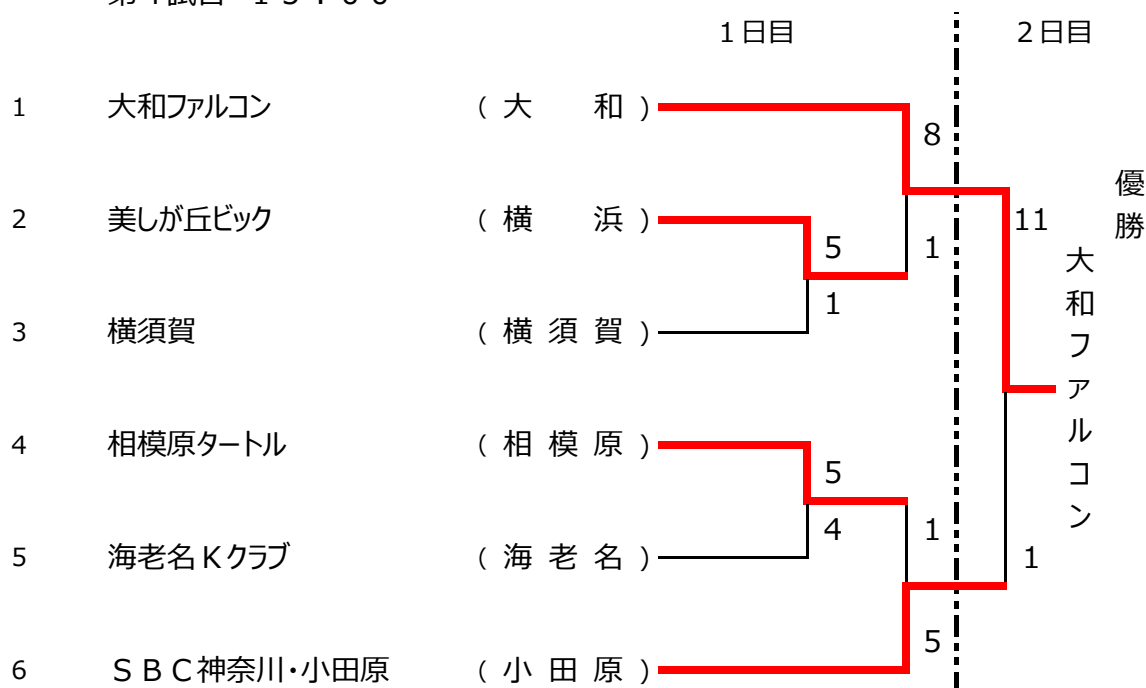 1日目 2日目
1 大和ファルコン (大 和)
8
優勝
2 美しが丘ビック (横 浜)
11
5 1
大和ファルコン
1
3 横須賀 (横須賀)
4 相模原タートル (相模原)
5
4 1
5 海老名Kクラブ (海老名)
1
5
6 SBC神奈川・小田原 (小田原)